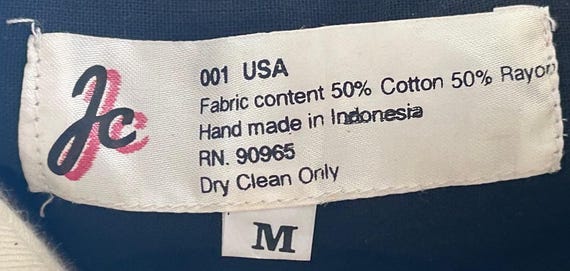 Jc
001 USA
Fabric content 50% Cotton 50% Rayon
Hand made in Indonesia
RN. 90965
Dry Clean Only
M